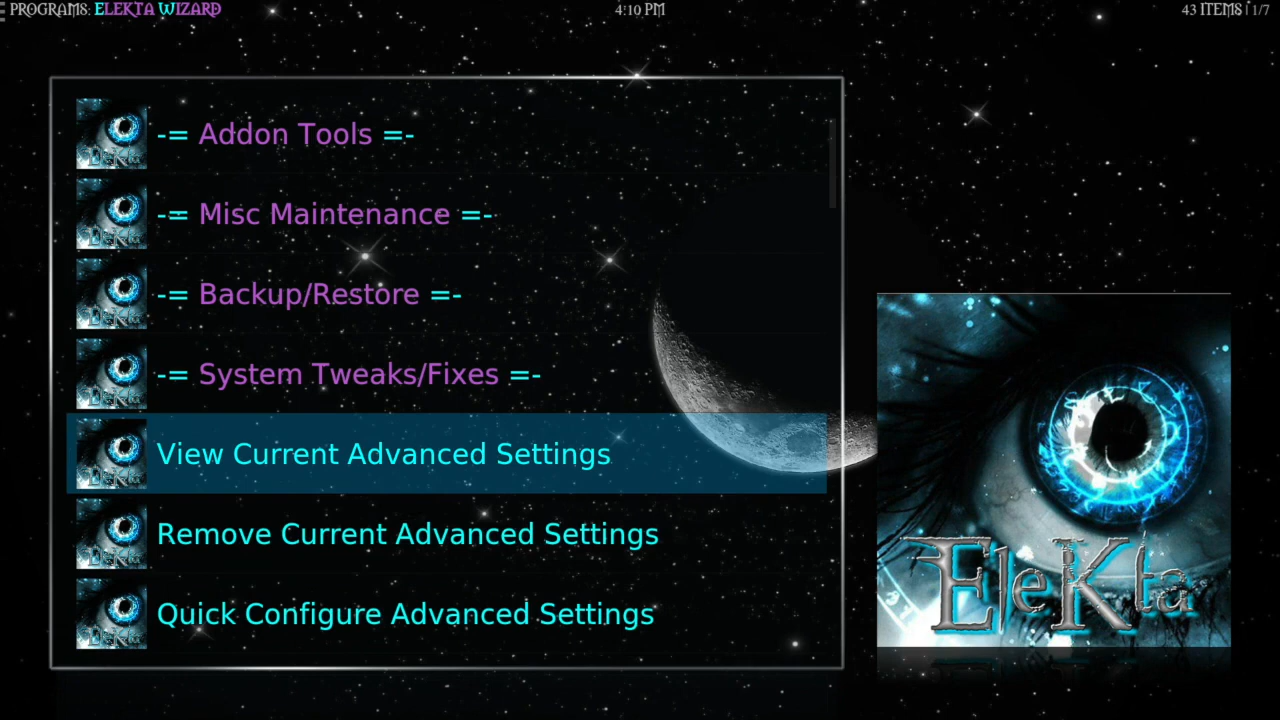 PROGRAMS: ELEKTA WIZARD
4:10 PM
43 ITEMS | 1/7
-= Addon Tools =-
-= Misc Maintenance =-
-= Backup/Restore =-
-= System Tweaks/Fixes =-
View Current Advanced Settings
Remove Current Advanced Settings
Quick Configure Advanced Settings
EleKta